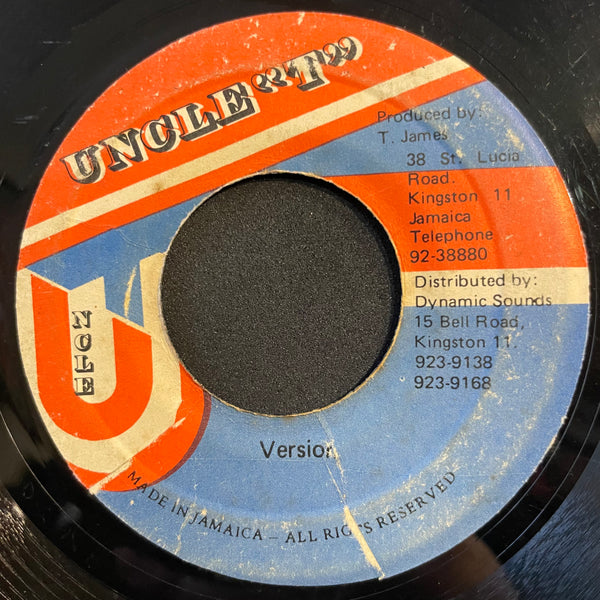 UNCLE "T"
Produced by:
T. James
38 St. Lucia
Road.
Kingston 11
Jamaica
Telephone
92-38880
Distributed by:
Dynamic Sounds
15 Bell Road,
Kingston 11.
923-9138
923-9168
UNCLE
Version
MADE IN JAMAICA – ALL RIGHTS RESERVED